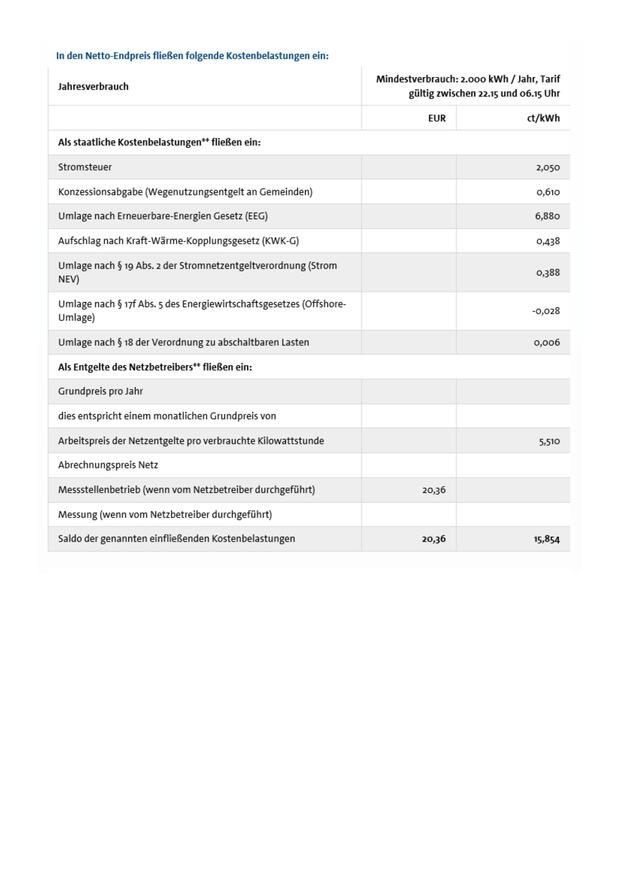 In den Netto-Endpreis fließen folgende Kostenbelastungen ein:
Jahresverbrauch
Mindestverbrauch: 2.000 kWh / Jahr, Tarif
gültig zwischen 22.15 und 06.15 Uhr
EUR ct/kWh
Als staatliche Kostenbelastungen** fließen ein:
Stromsteuer 2,050
Konzessionsabgabe (Wegenutzungsentgelt an Gemeinden) 0,610
Umlage nach Erneuerbare-Energien Gesetz (EEG) 6,880
Aufschlag nach Kraft-Wärme-Kopplungsgesetz (KWK-G) 0,438
Umlage nach § 19 Abs. 2 der Stromnetzentgeltverordnung (Strom
NEV) 0,388
Umlage nach § 17f Abs. 5 des Energiewirtschaftsgesetzes (Offshore-
Umlage) -0,028
Umlage nach § 18 der Verordnung zu abschaltbaren Lasten 0,006
Als Entgelte des Netzbetreibers** fließen ein:
Grundpreis pro Jahr
dies entspricht einem monatlichen Grundpreis von
Arbeitspreis der Netzentgelte pro verbrauchte Kilowattstunde 5,510
Abrechnungspreis Netz
Messstellenbetrieb (wenn vom Netzbetreiber durchgeführt) 20,36
Messung (wenn vom Netzbetreiber durchgeführt)
Saldo der genannten einfließenden Kostenbelastungen 20,36 15,854